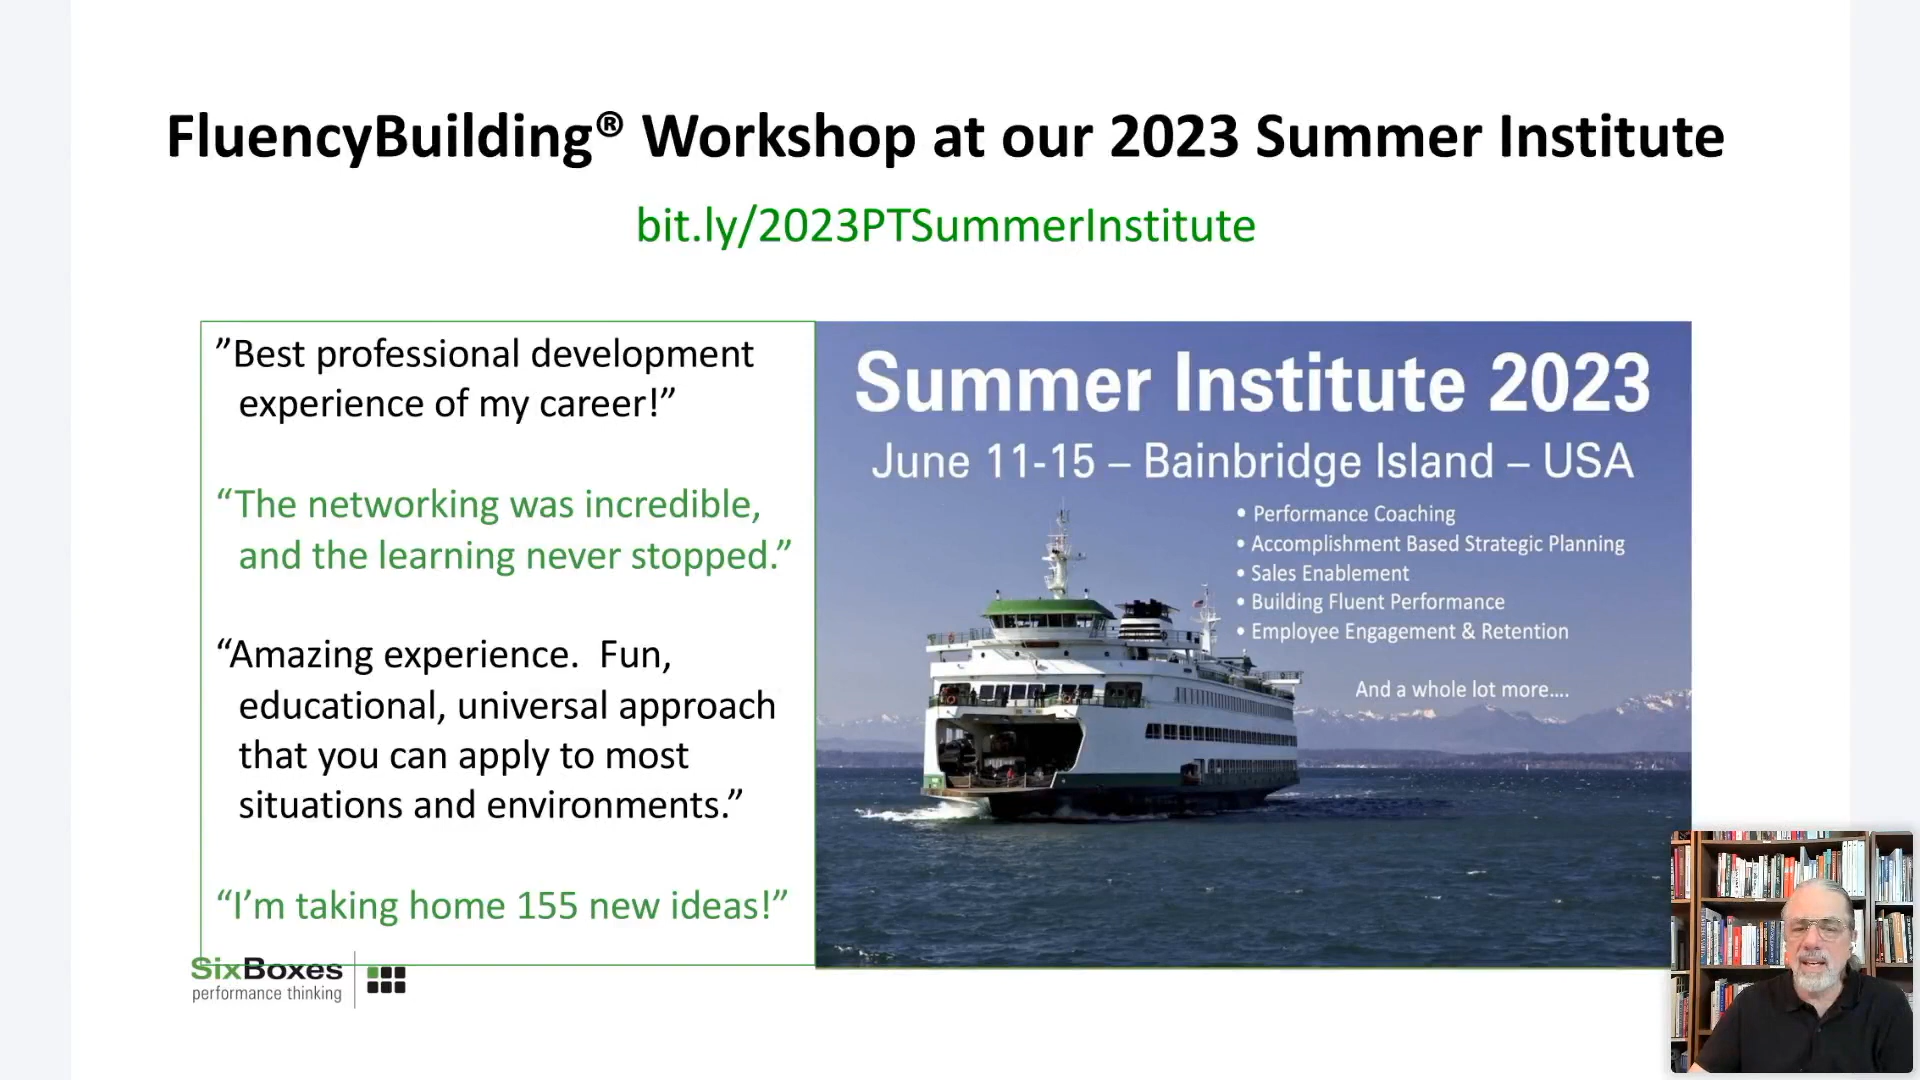 FluencyBuilding® Workshop at our 2023 Summer Institute
bit.ly/2023PTSummerInstitute
”Best professional development
experience of my career!”
“The networking was incredible,
and the learning never stopped.”
“Amazing experience.  Fun,
educational, universal approach
that you can apply to most
situations and environments.”
“I’m taking home 155 new ideas!”
Summer Institute 2023
June 11-15 – Bainbridge Island – USA
• Performance Coaching
• Accomplishment Based Strategic Planning
• Sales Enablement
• Building Fluent Performance
• Employee Engagement & Retention
And a whole lot more....
SixBoxes
performance thinking